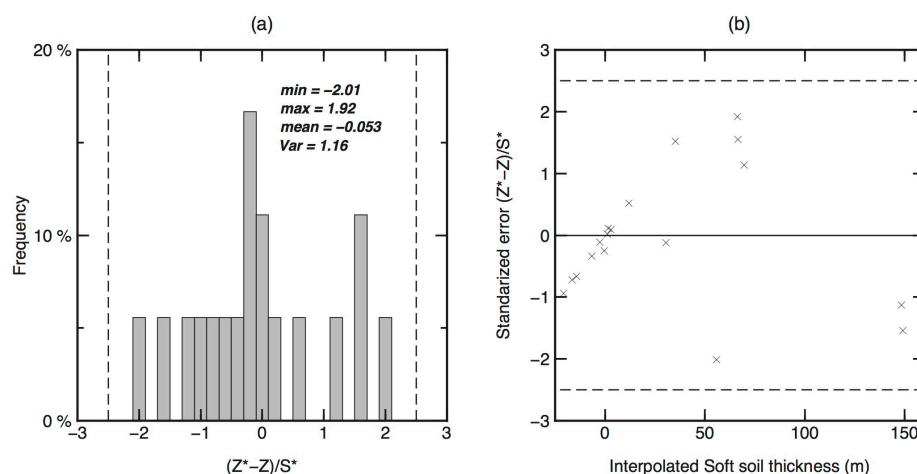 (a)
20 %
10 %
0 %
Frequency
min = −2.01
max = 1.92
mean = −0.053
Var = 1.16
−3 −2 −1 0 1 2 3
(Z*−Z)/S*
(b)
3
2
1
0
−1
−2
−3
Standarized error (Z*−Z)/S*
0 50 100 150
Interpolated Soft soil thickness (m)